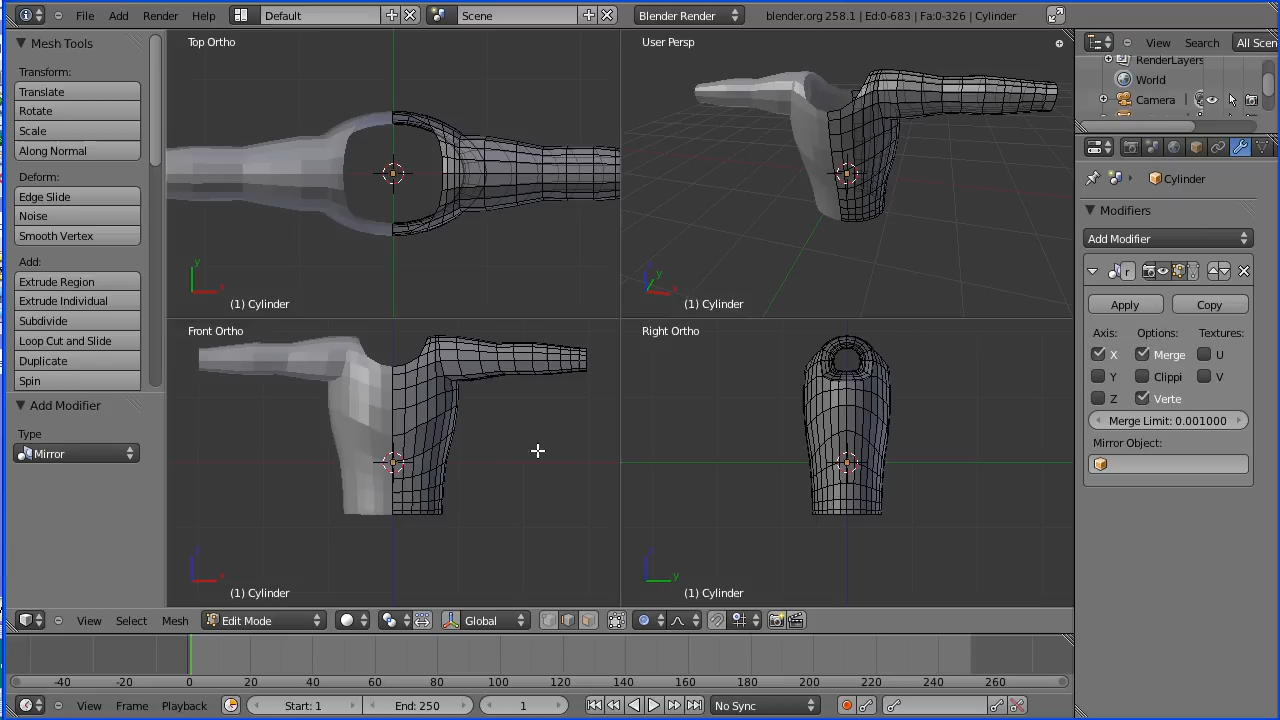 File Add Render Help Default Scene Blender Render blender.org 258.1 | Ed:0-683 | Fa:0-326 | Cylinder
Mesh Tools
Transform:
Translate
Rotate
Scale
Along Normal
Deform:
Edge Slide
Noise
Smooth Vertex
Add:
Extrude Region
Extrude Individual
Subdivide
Loop Cut and Slide
Duplicate
Spin
Add Modifier
Type
Mirror
Top Ortho
y
x
(1) Cylinder
User Persp
y
x
(1) Cylinder
Front Ortho
x
(1) Cylinder
Right Ortho
y
(1) Cylinder
View Search All Scen
RenderLayers
World
Camera
Cylinder
Modifiers
Add Modifier
r
Apply Copy
Axis: Options: Textures:
X Merge U
Y Clippi V
Z Verte
Merge Limit: 0.001000
Mirror Object:
View Select Mesh Edit Mode Global
-40 -20 0 20 40 60 80 100 120 140 160 180 200 220 240 260
View Frame Playback Start: 1 End: 250 1 No Sync